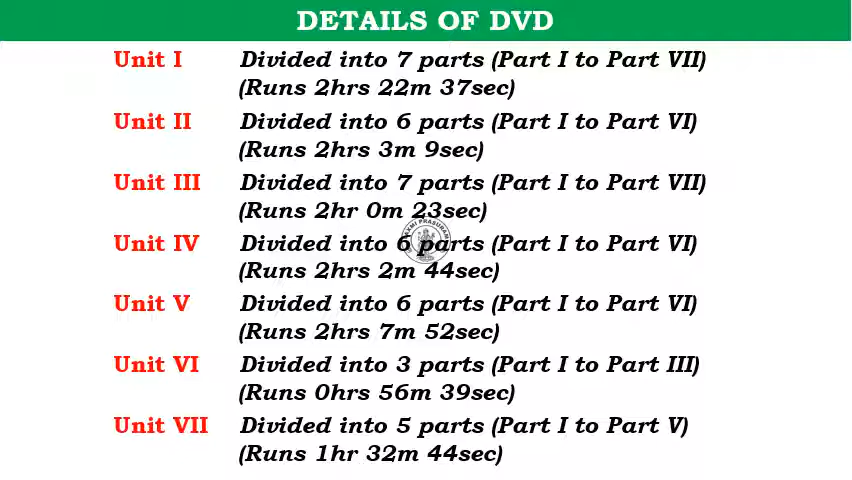 DETAILS OF DVD
Unit I Divided into 7 parts (Part I to Part VII)
(Runs 2hrs 22m 37sec)
Unit II Divided into 6 parts (Part I to Part VI)
(Runs 2hrs 3m 9sec)
Unit III Divided into 7 parts (Part I to Part VII)
(Runs 2hr 0m 23sec)
Unit IV Divided into 6 parts (Part I to Part VI)
(Runs 2hrs 2m 44sec)
Unit V Divided into 6 parts (Part I to Part VI)
(Runs 2hrs 7m 52sec)
Unit VI Divided into 3 parts (Part I to Part III)
(Runs 0hrs 56m 39sec)
Unit VII Divided into 5 parts (Part I to Part V)
(Runs 1hr 32m 44sec)